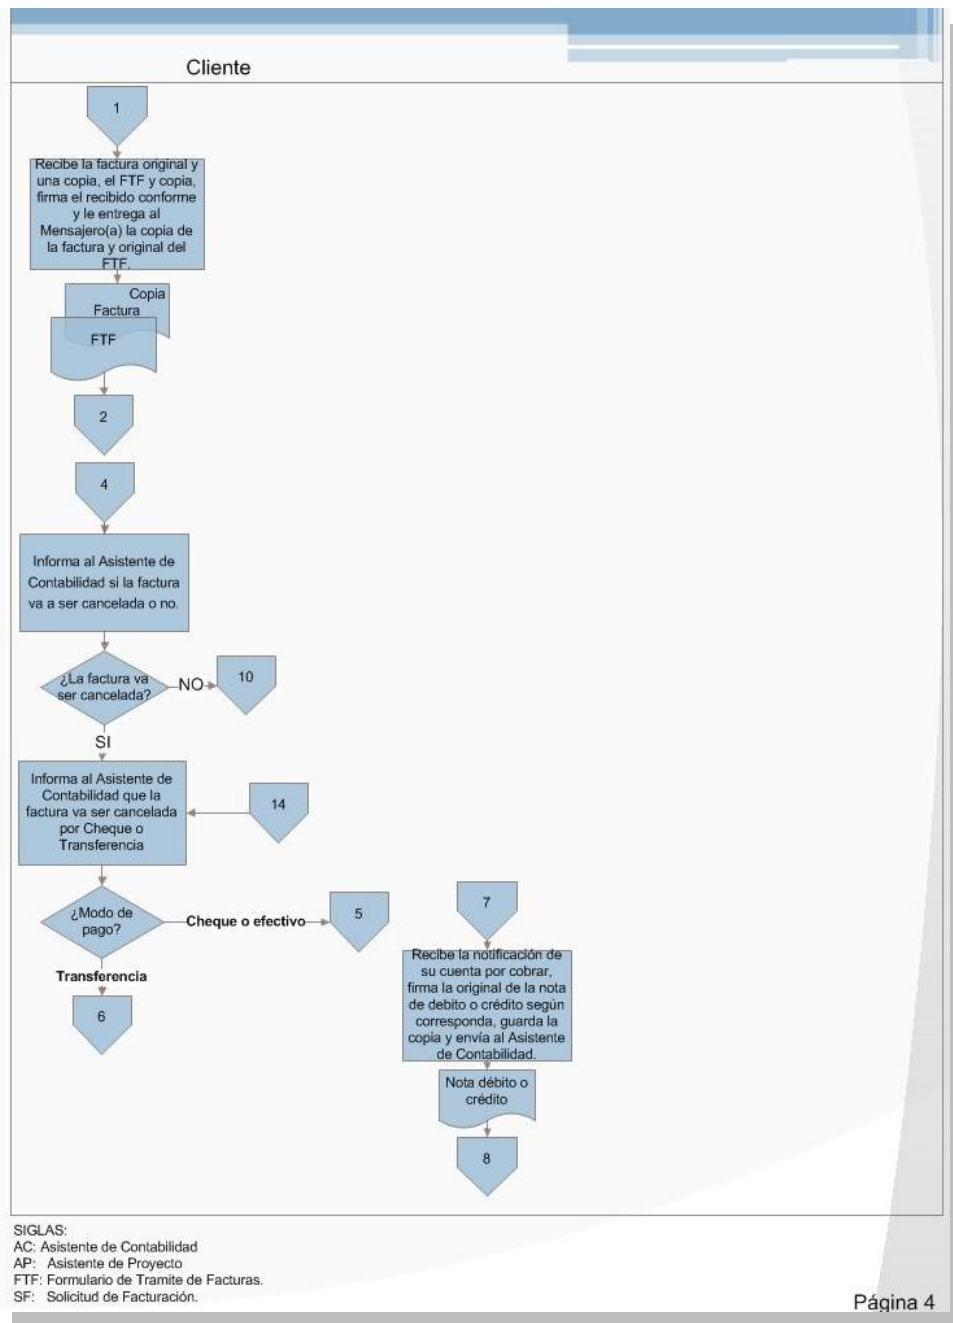 Cliente
1
Recibe la factura original y
una copia, el FTF y copia,
firma el recibido conforme
y le entrega al
Mensajero(a) la copia de
la factura y original del
FTF.
Copia
Factura
FTF
2
4
Informa al Asistente de
Contabilidad si la factura
va a ser cancelada o no.
¿La factura va
ser cancelada?
NO
10
SI
Informa al Asistente de
Contabilidad que la
factura va ser cancelada
por Cheque o
Transferencia
14
¿Modo de
pago?
Cheque o efectivo
5
Transferencia
6
7
Recibe la notificación de
su cuenta por cobrar,
firma la original de la nota
de debito o crédito según
corresponda, guarda la
copia y envía al Asistente
de Contabilidad.
Nota débito o
crédito
8
SIGLAS:
AC: Asistente de Contabilidad
AP: Asistente de Proyecto
FTF: Formulario de Tramite de Facturas.
SF: Solicitud de Facturación.
Página 4